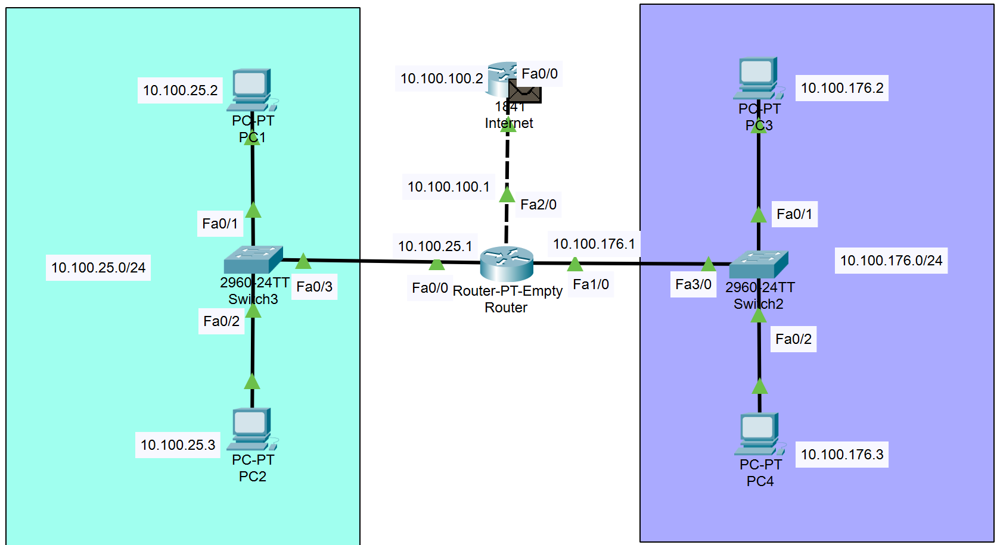 10.100.25.2
PC-PT
PC1
Fa0/1
10.100.25.0/24
2960-24TT
Switch3
Fa0/3
Fa0/2
10.100.25.3
PC-PT
PC2
10.100.100.2
Fa0/0
1841
Internet
10.100.100.1
Fa2/0
10.100.25.1
10.100.176.1
Fa0/0
Router-PT-Empty
Router
Fa1/0
10.100.176.2
PC-PT
PC3
Fa0/1
10.100.176.0/24
Fa3/0
2960-24TT
Switch2
Fa0/2
10.100.176.3
PC-PT
PC4